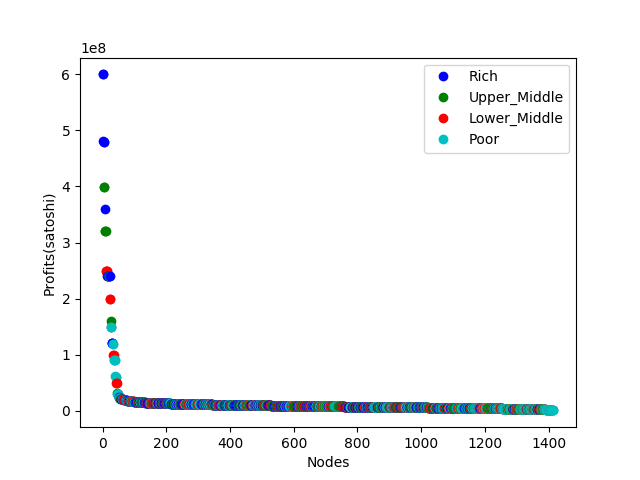 1e8
6
5
4
3
2
1
0
Profits(satoshi)
0 200 400 600 800 1000 1200 1400
Nodes
Rich
Upper_Middle
Lower_Middle
Poor